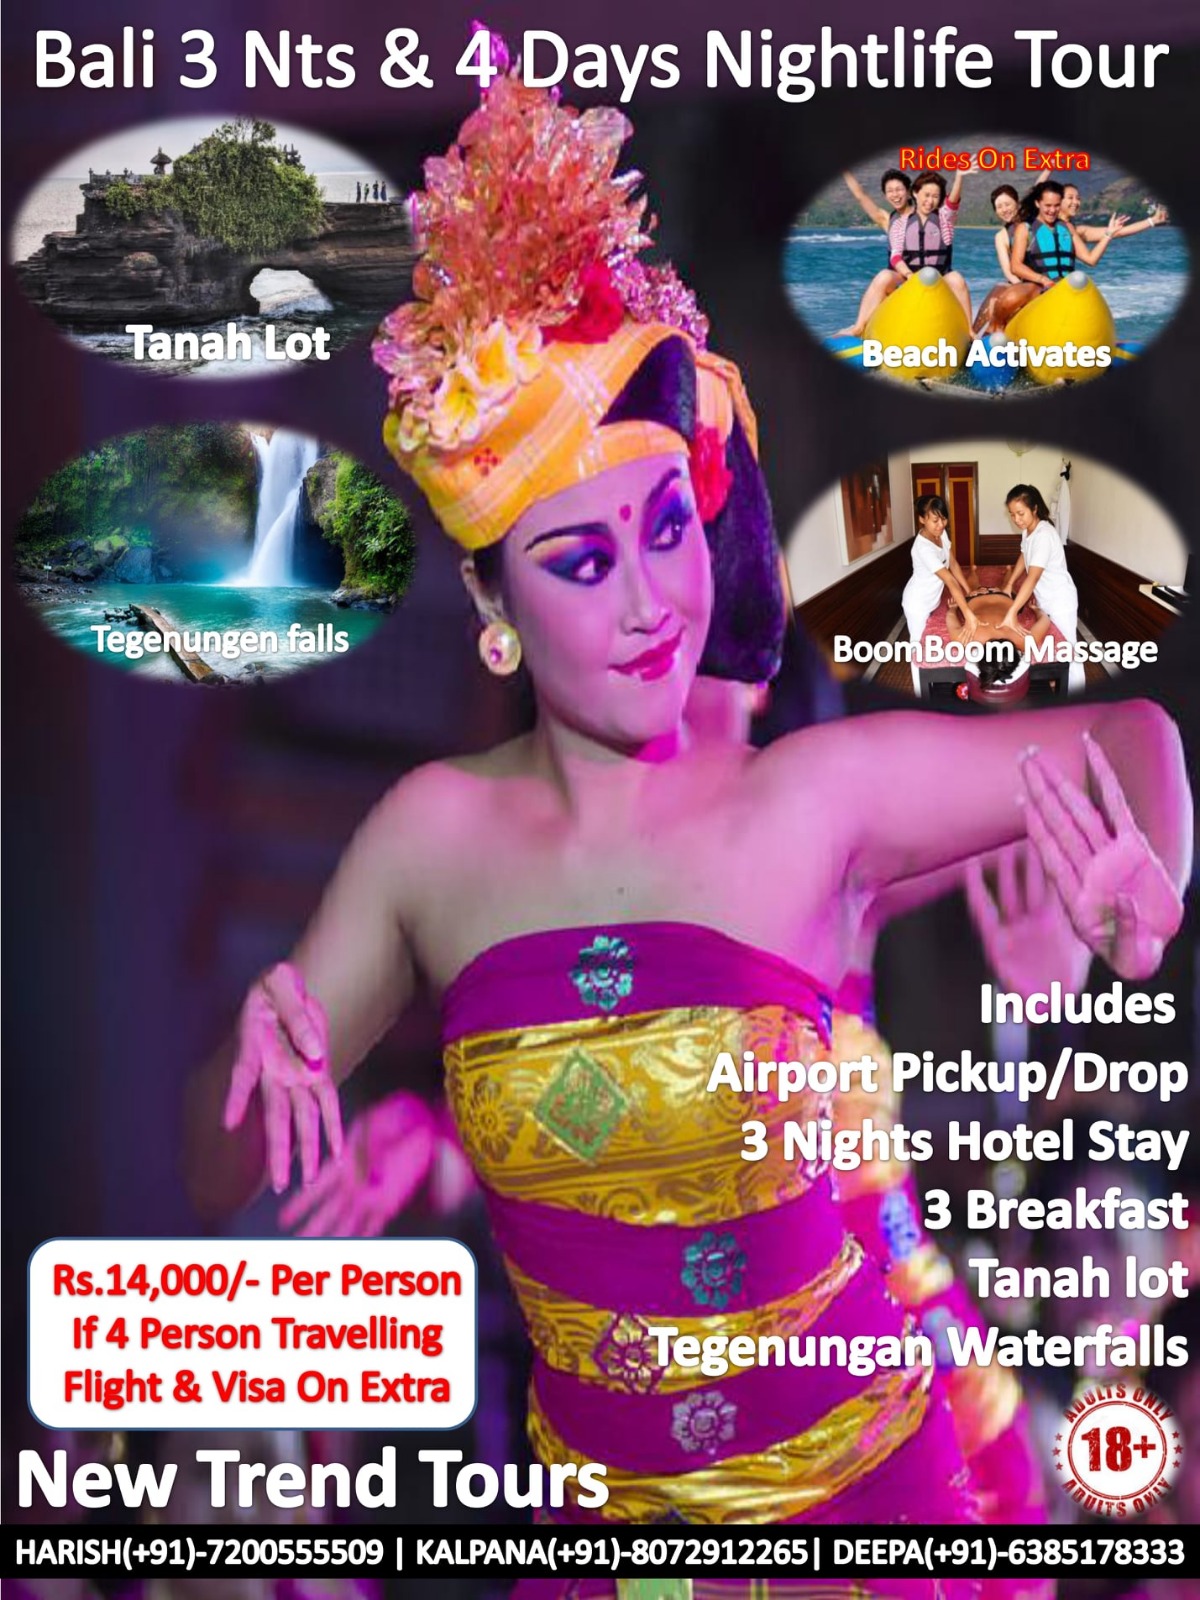 Bali 3 Nts & 4 Days Nightlife Tour
Tanah Lot
Rides On Extra
Beach Activates
Tegenungen falls
BoomBoom Massage
Includes
Airport Pickup/Drop
3 Nights Hotel Stay
3 Breakfast
Tanah lot
Tegenungan Waterfalls
Rs.14,000/- Per Person
If 4 Person Travelling
Flight & Visa On Extra
ADULTS ONLY
18+
ADULTS ONLY
New Trend Tours
HARISH(+91)-7200555509 | KALPANA(+91)-8072912265| DEEPA(+91)-6385178333